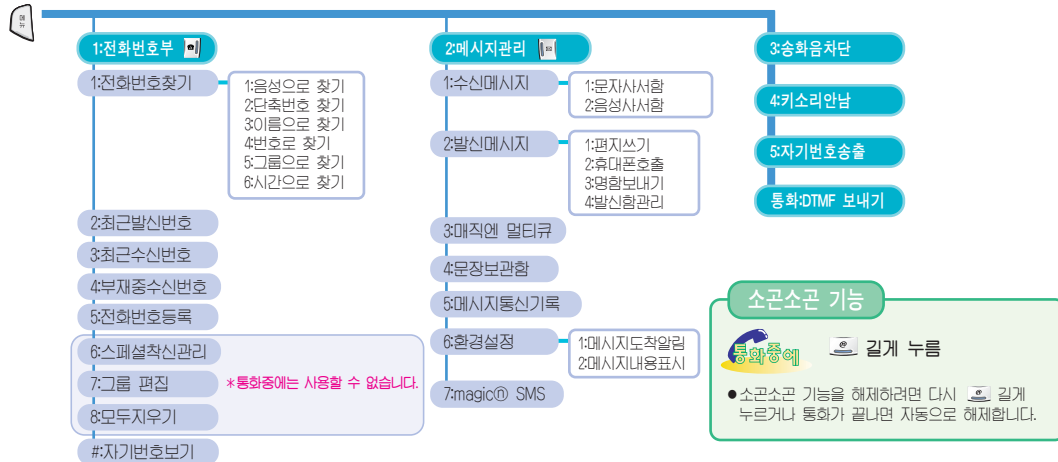 메뉴
1:전화번호부
1:전화번호찾기
1:음성으로 찾기
2:단축번호 찾기
3:이름으로 찾기
4:번호로 찾기
5:그룹으로 찾기
6:시간으로 찾기
2:최근발신번호
3:최근수신번호
4:부재중수신번호
5:전화번호등록
6:스페셜착신관리
7:그룹 편집
*통화중에는 사용할 수 없습니다.
8:모두지우기
#:자기번호보기
2:메시지관리
1:수신메시지
1:문자사서함
2:음성사서함
2:발신메시지
1:편지쓰기
2:휴대폰호출
3:명함보내기
4:발신함관리
3:매직엔 멀티큐
4:문장보관함
5:메시지통신기록
6:환경설정
1:메시지도착알림
2:메시지내용표시
7:magicⓝ SMS
3:송화음차단
4:키소리안남
5:자기번호송출
통화:DTMF 보내기
소곤소곤 기능
통화중에 길게 누름
●소곤소곤 기능을 해제하려면 다시 길게
누르거나 통화가 끝나면 자동으로 해제합니다.